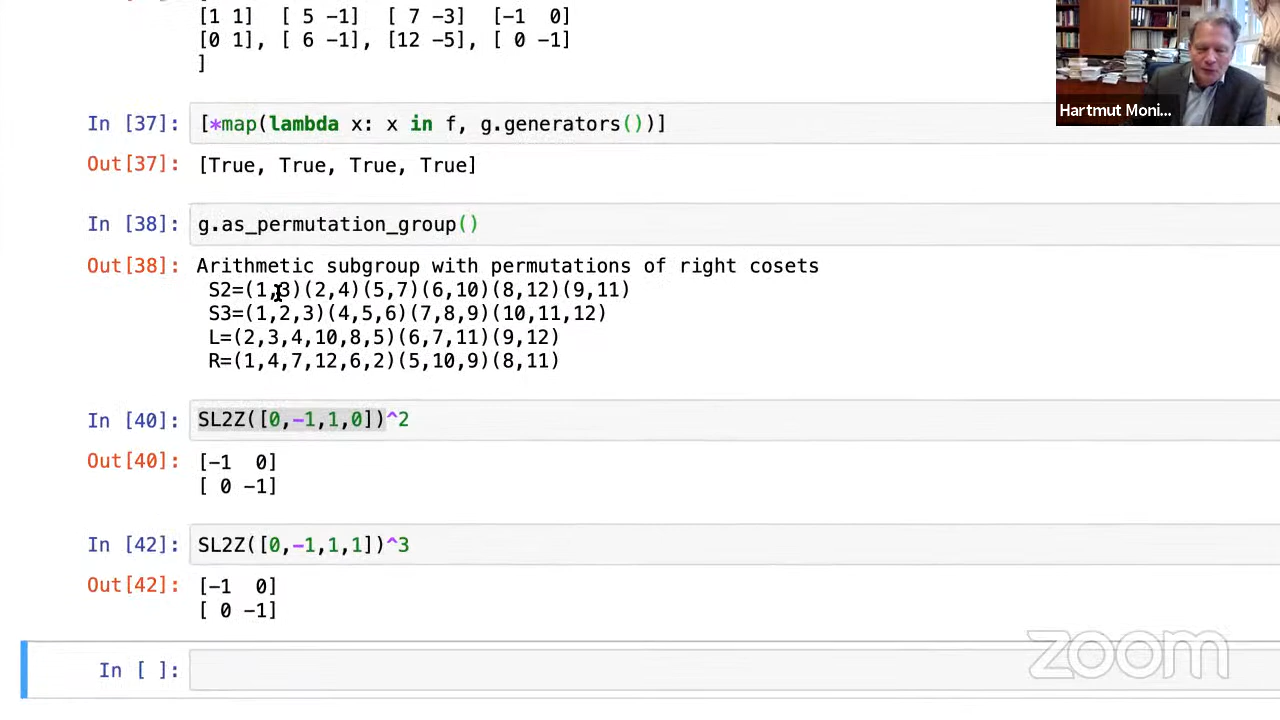 [1 1]  [ 5 -1]  [ 7 -3]  [-1  0]
[0 1], [ 6 -1], [12 -5], [ 0 -1]
]
Hartmut Moni...
In [37]: [*map(lambda x: x in f, g.generators())]
Out[37]: [True, True, True, True]
In [38]: g.as_permutation_group()
Out[38]: Arithmetic subgroup with permutations of right cosets
S2=(1,3)(2,4)(5,7)(6,10)(8,12)(9,11)
S3=(1,2,3)(4,5,6)(7,8,9)(10,11,12)
L=(2,3,4,10,8,5)(6,7,11)(9,12)
R=(1,4,7,12,6,2)(5,10,9)(8,11)
In [40]: SL2Z([0,-1,1,0])^2
Out[40]: [-1  0]
[ 0 -1]
In [42]: SL2Z([0,-1,1,1])^3
Out[42]: [-1  0]
[ 0 -1]
In [ ]:
zoom